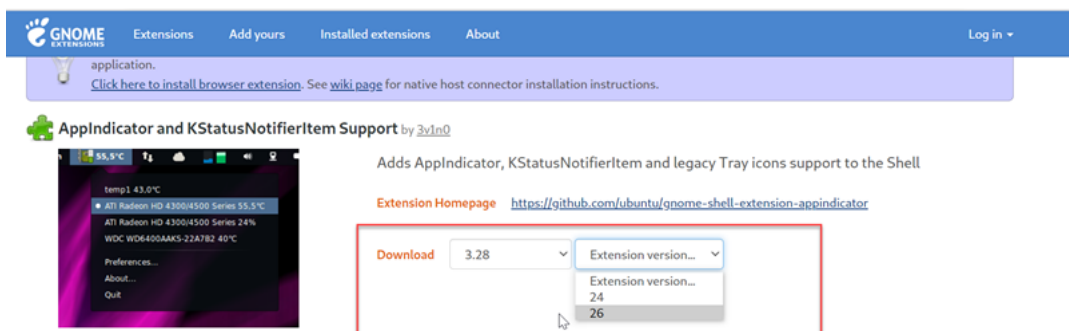 GNOME EXTENSIONS Extensions Add yours Installed extensions About Log in
application.
Click here to install browser extension. See wiki page for native host connector installation instructions.
AppIndicator and KStatusNotifierItem Support by 3v1n0
55,5°C
temp1 43,0°C
ATI Radeon HD 4300/4500 Series 55,5°C
ATI Radeon HD 4300/4500 Series 24%
WDC WD6400AAKS-22A7B2 40°C
Preferences...
About...
Quit
Adds AppIndicator, KStatusNotifierItem and legacy Tray icons support to the Shell
Extension Homepage https://github.com/ubuntu/gnome-shell-extension-appindicator
Download 3.28 Extension version...
Extension version...
24
26